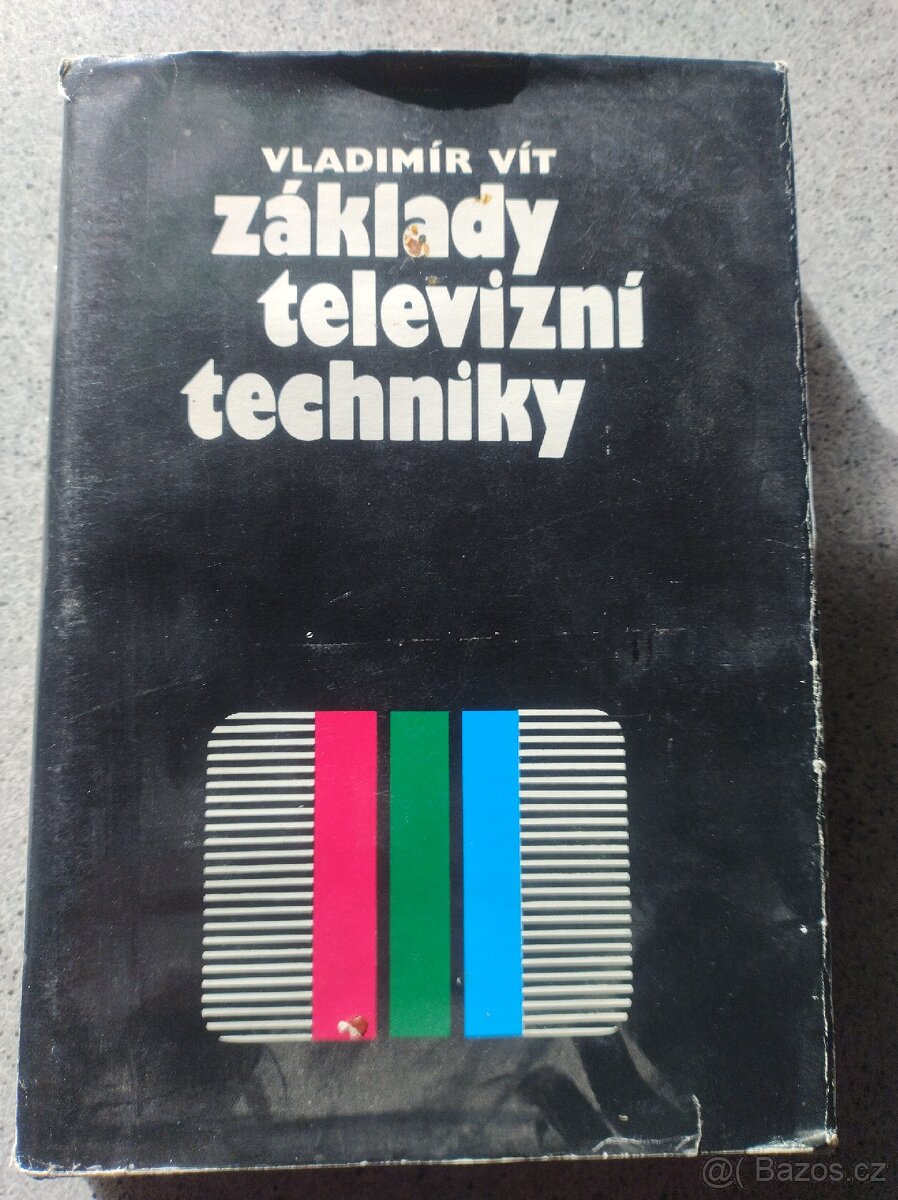 VLADIMÍR VÍT
základy
televizní
techniky
@( Bazos.cz